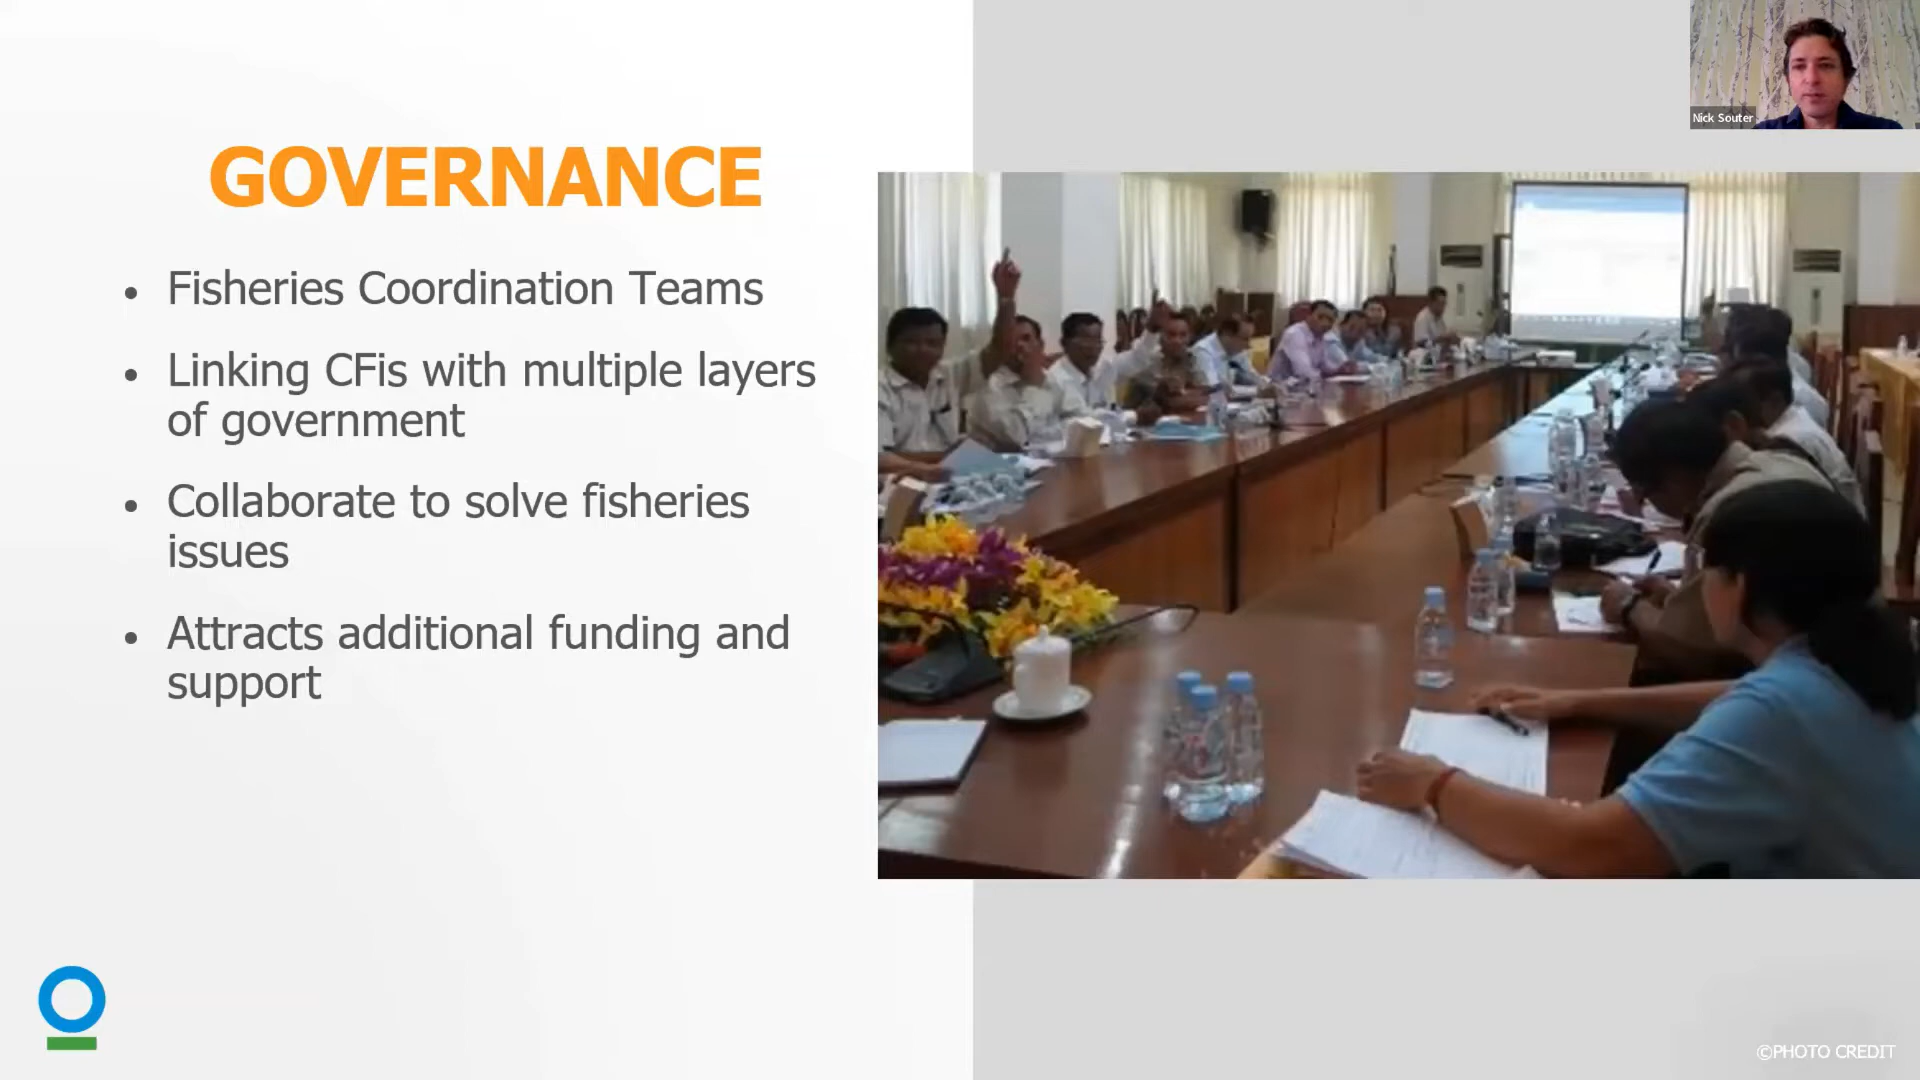 Nick Souter
GOVERNANCE
• Fisheries Coordination Teams
• Linking CFis with multiple layers
of government
• Collaborate to solve fisheries
issues
• Attracts additional funding and
support
©PHOTO CREDIT